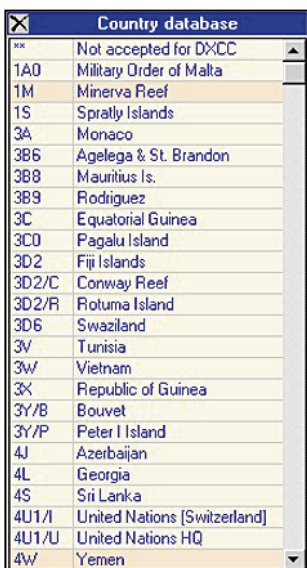 Country database
** Not accepted for DXCC
1A0 Military Order of Malta
1M Minerva Reef
1S Spratly Islands
3A Monaco
3B6 Agelega & St. Brandon
3B8 Mauritius Is.
3B9 Rodriguez
3C Equatorial Guinea
3C0 Pagalu Island
3D2 Fiji Islands
3D2/C Conway Reef
3D2/R Rotuma Island
3D6 Swaziland
3V Tunisia
3W Vietnam
3X Republic of Guinea
3Y/B Bouvet
3Y/P Peter I Island
4J Azerbaijan
4L Georgia
4S Sri Lanka
4U1/I United Nations [Switzerland]
4U1/U United Nations HQ
4W Yemen